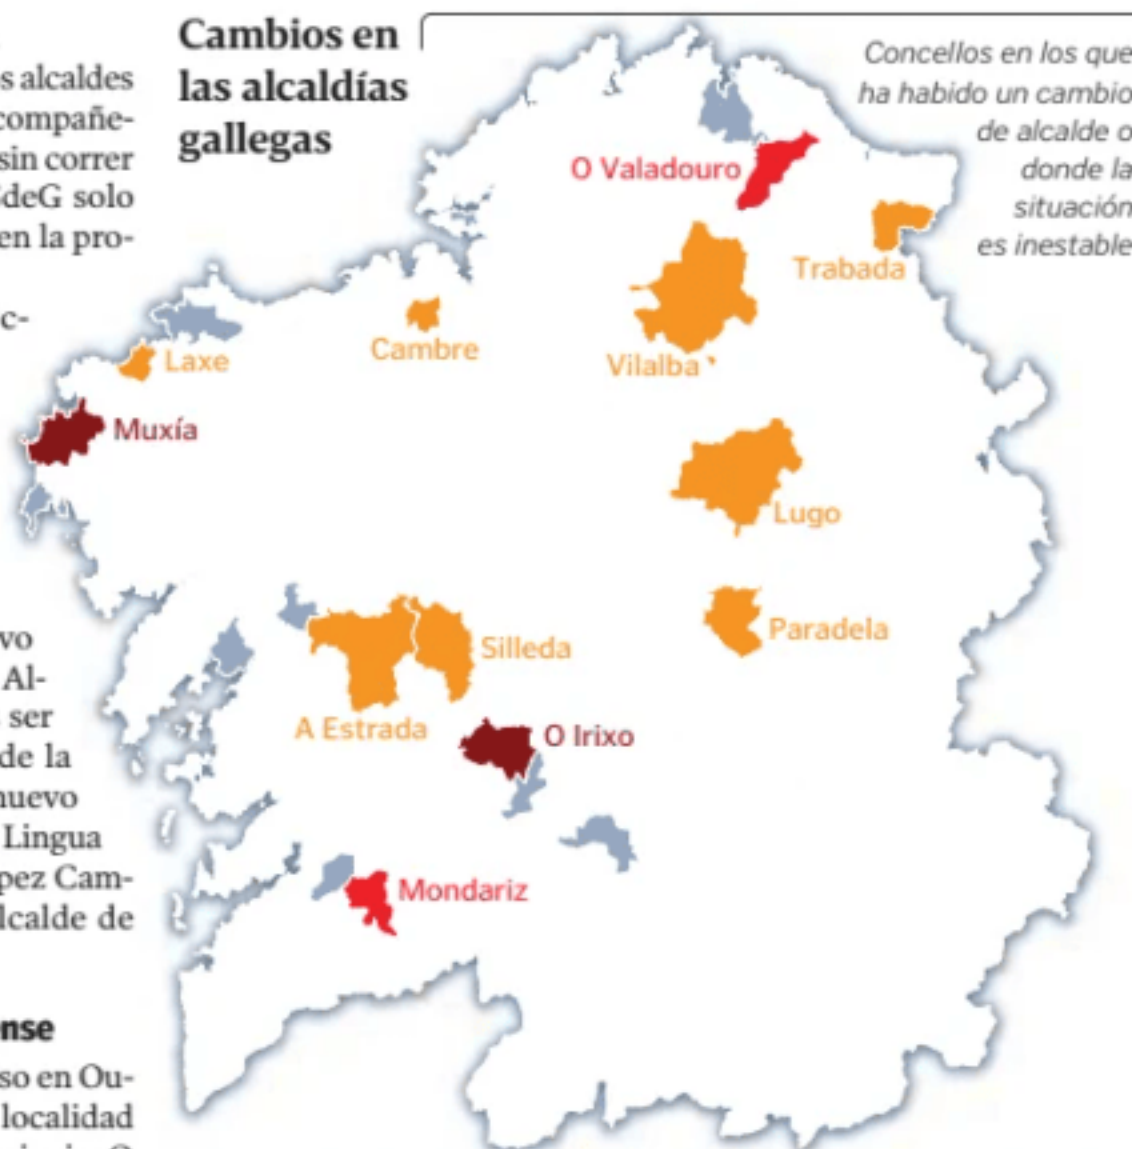 Cambios en
las alcaldías
gallegas
Concellos en los que
ha habido un cambio
de alcalde o
donde la
situación
es inestable
O Valadouro
Trabada
Cambre
Vilalba
Laxe
Muxía
Lugo
Silleda
Paradela
A Estrada
O Irixo
Mondariz
s alcaldes
compañe-
sin correr
deG solo
en la pro-
c-
vo
Al-
ser
de la
nuevo
Lingua
pez Cam-
lcalde de
nse
so en Ou-
localidad